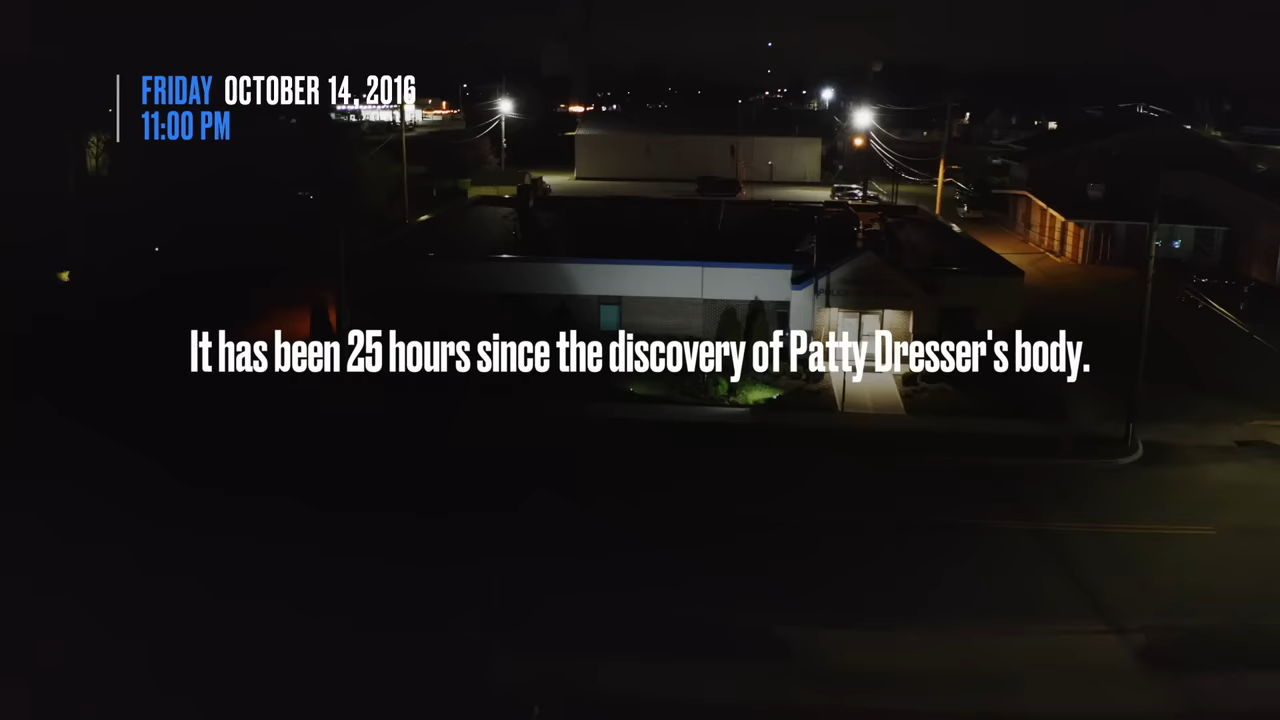 FRIDAY OCTOBER 14, 2016
11:00 PM
It has been 25 hours since the discovery of Patty Dresser's body.